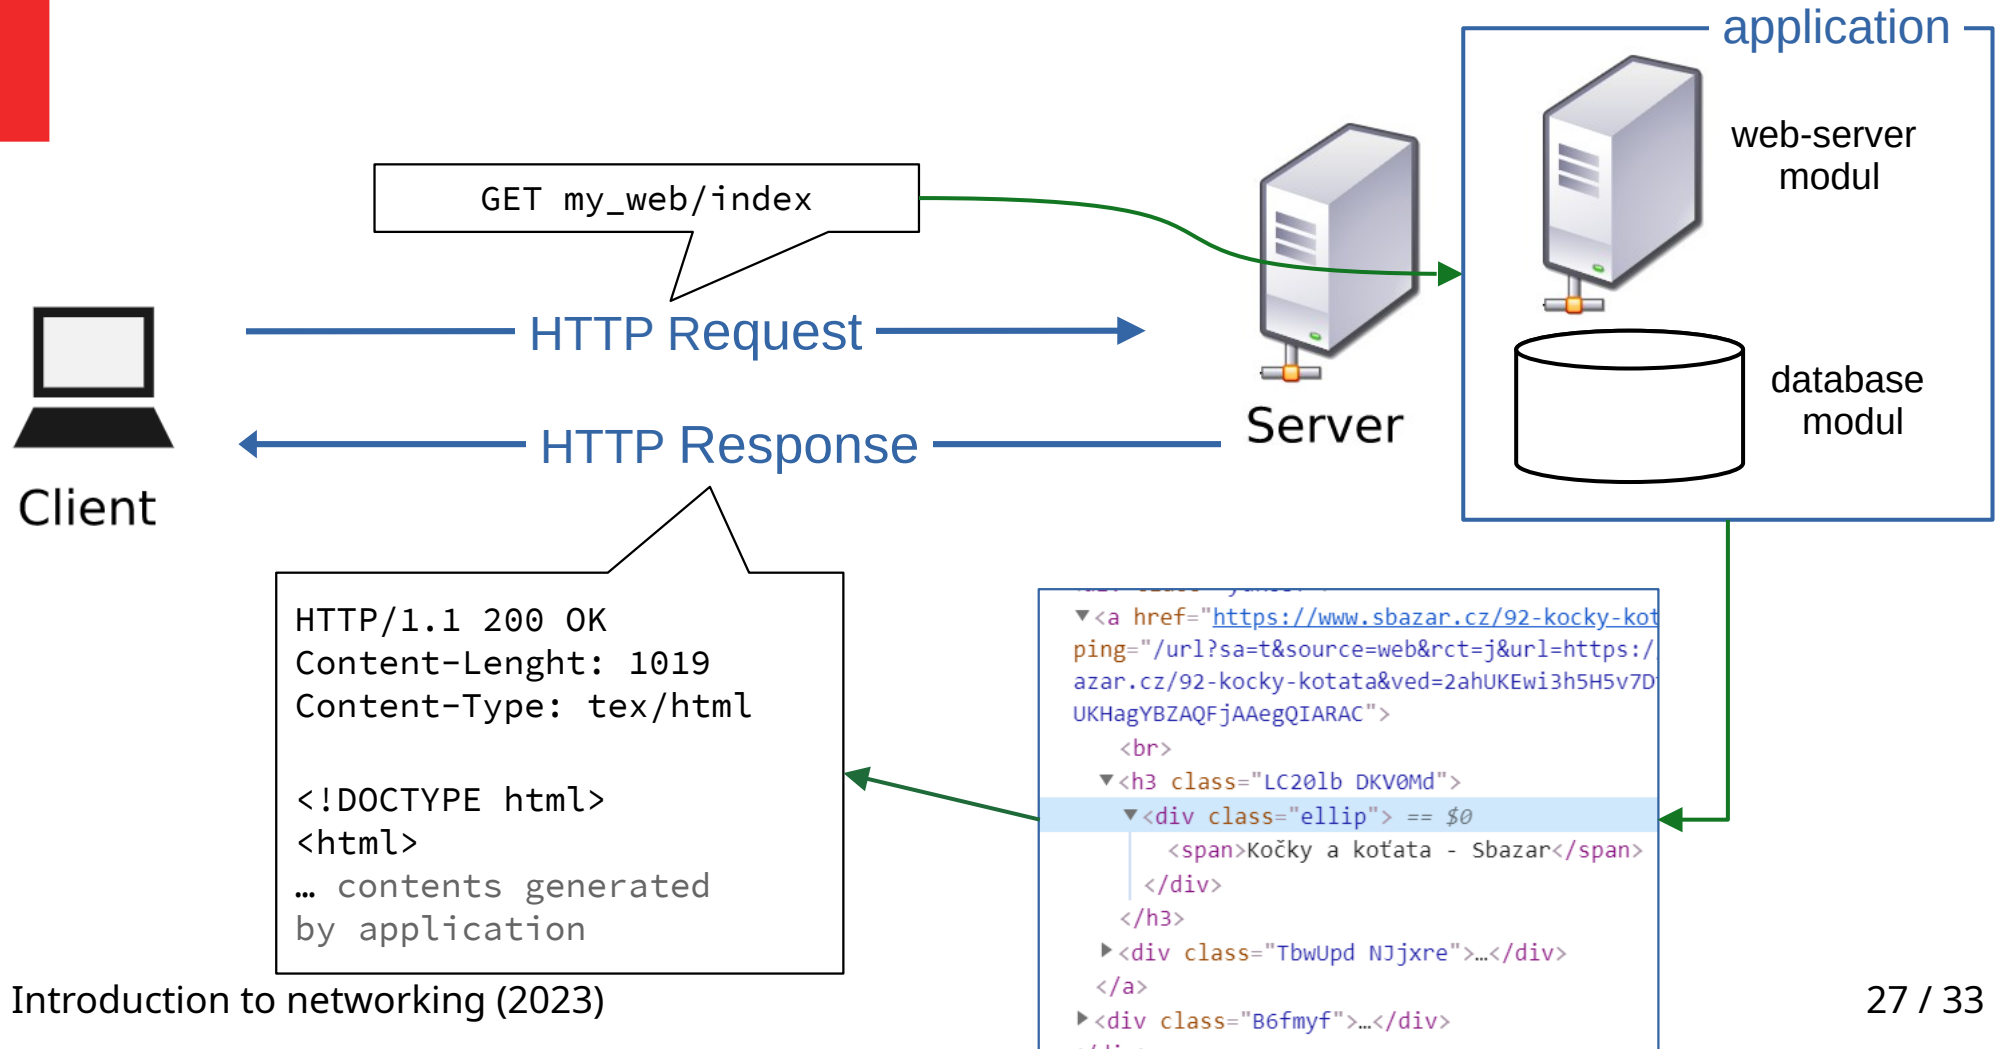 application
web-server
modul
GET my_web/index
HTTP Request
database
modul
Server
HTTP Response
Client
HTTP/1.1 200 OK
Content-Lenght: 1019
Content-Type: tex/html
<!DOCTYPE html>
<html>
… contents generated
by application
▼<a href="https://www.sbazar.cz/92-kocky-kot
ping="/url?sa=t&source=web&rct=j&url=https:/
azar.cz/92-kocky-kotata&ved=2ahUKEwi3h5H5v7D
UKHagYBZAQFjAAegQIARAC">
<br>
▼<h3 class="LC20lb DKV0Md">
▼<div class="ellip"> == $0
<span>Kočky a koťata - Sbazar</span>
</div>
</h3>
▶<div class="TbwUpd NJjxre">…</div>
</a>
▶<div class="B6fmyf">…</div>
Introduction to networking (2023)
27 / 33